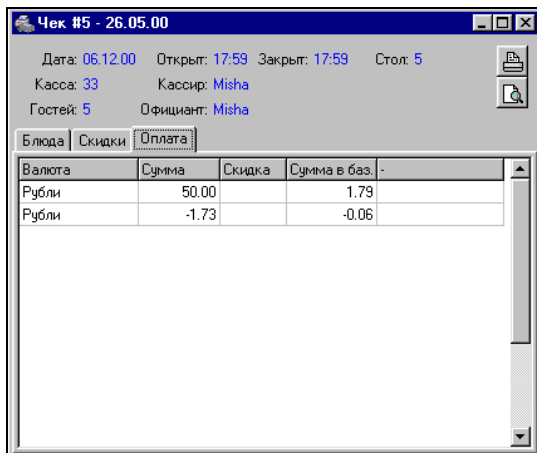 Чек #5 - 26.05.00
Дата: 06.12.00 Открыт: 17:59 Закрыт: 17:59 Стол: 5
Касса: 33 Кассир: Misha
Гостей: 5 Официант: Misha
Блюда Скидки Оплата
Валюта Сумма Скидка Сумма в баз. -
Рубли 50.00 1.79
Рубли -1.73 -0.06